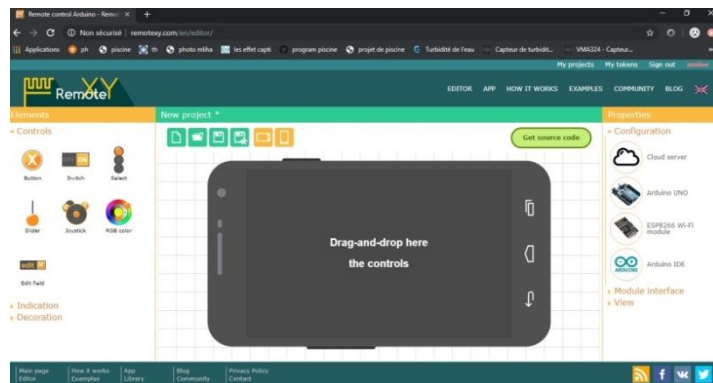 Remote control Arduino - Remot
Non sécurisé | remotexy.com/en/editor/
Applications ph piscine th photo mliha les effet capti program piscine projet de piscine Turbidité de l'eau Capteur de turbidit... VMA324 - Capteur...
My projects My tokens Sign out
RemoteXY
EDITOR APP HOW IT WORKS EXAMPLES COMMUNITY BLOG
Elements
New project *
Properties
Controls
Button Switch Select
Slider Joystick RGB color
Edit field
Indication
Decoration
Get source code
Drag-and-drop here
the controls
Configuration
Cloud server
Arduino UNO
ESP8266 Wi-Fi
module
Arduino IDE
Module interface
View
Main page How it works App Blog Privacy Policy
Editor Examples Library Community Contact